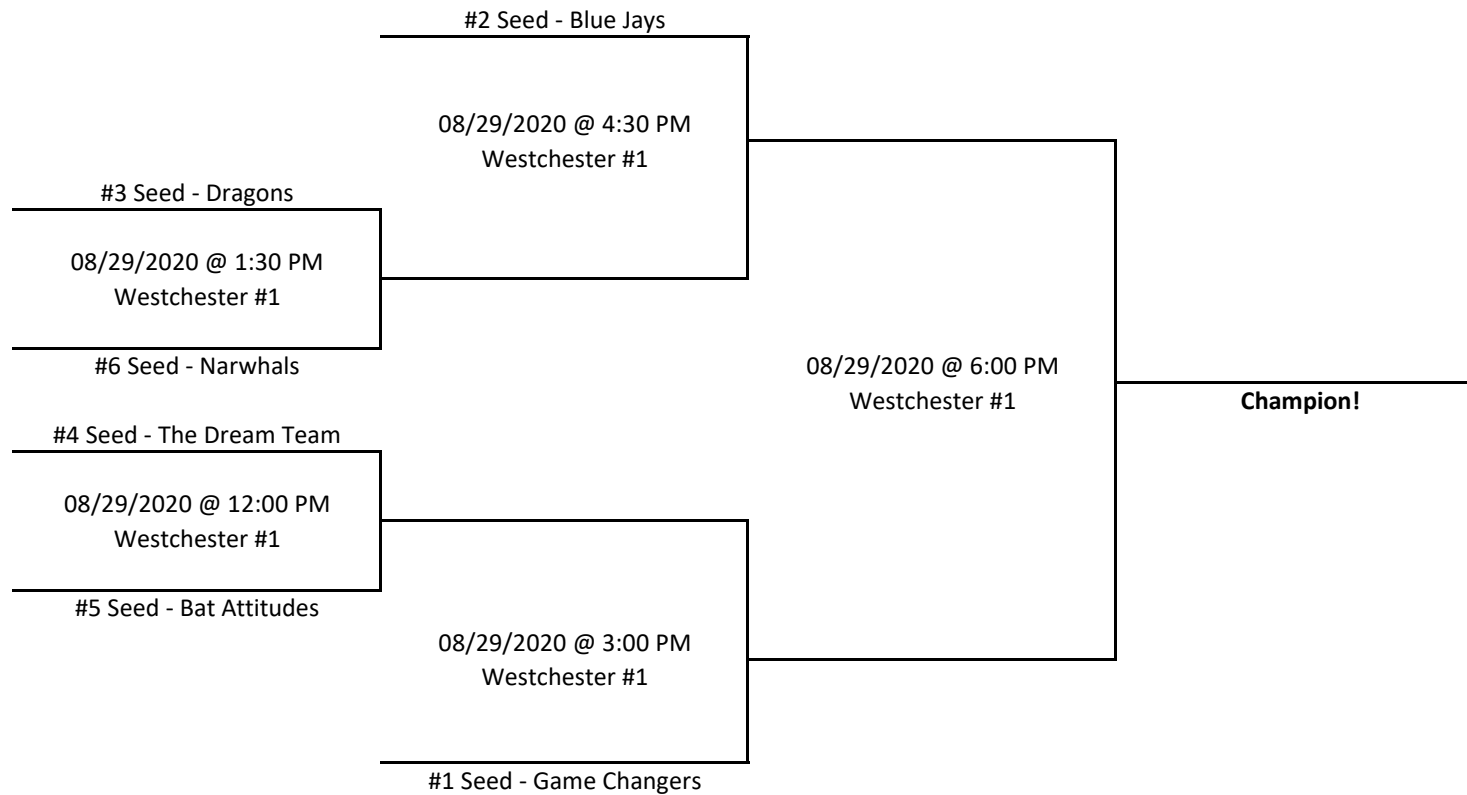 #2 Seed - Blue Jays
08/29/2020 @ 4:30 PM
Westchester #1
#3 Seed - Dragons
08/29/2020 @ 1:30 PM
Westchester #1
#6 Seed - Narwhals
08/29/2020 @ 6:00 PM
Westchester #1
Champion!
#4 Seed - The Dream Team
08/29/2020 @ 12:00 PM
Westchester #1
#5 Seed - Bat Attitudes
08/29/2020 @ 3:00 PM
Westchester #1
#1 Seed - Game Changers